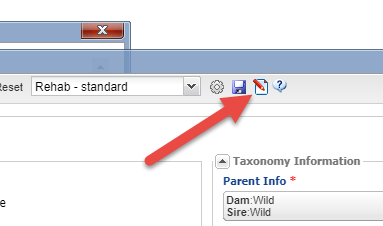 Reset Rehab - standard
Taxonomy Information
Parent Info *
Dam:Wild
Sire:Wild
e